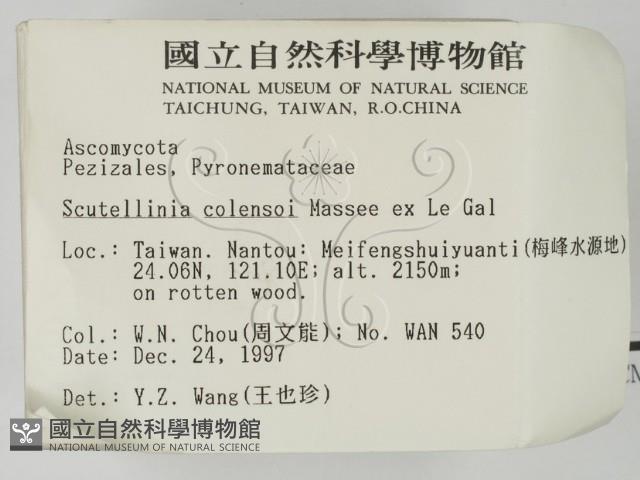 國立自然科學博物館
NATIONAL MUSEUM OF NATURAL SCIENCE
TAICHUNG, TAIWAN, R.O.CHINA
Ascomycota
Pezizales, Pyronemataceae
Scutellinia colensoi Massee ex Le Gal
Loc.: Taiwan. Nantou: Meifengshuiyuanti(梅峰水源地)
24.06N, 121.10E; alt. 2150m;
on rotten wood.
Col.: W.N. Chou(周文能); No. WAN 540
Date: Dec. 24, 1997
Det.: Y.Z. Wang(王也珍)
國立自然科學博物館
NATIONAL MUSEUM OF NATURAL SCIENCE